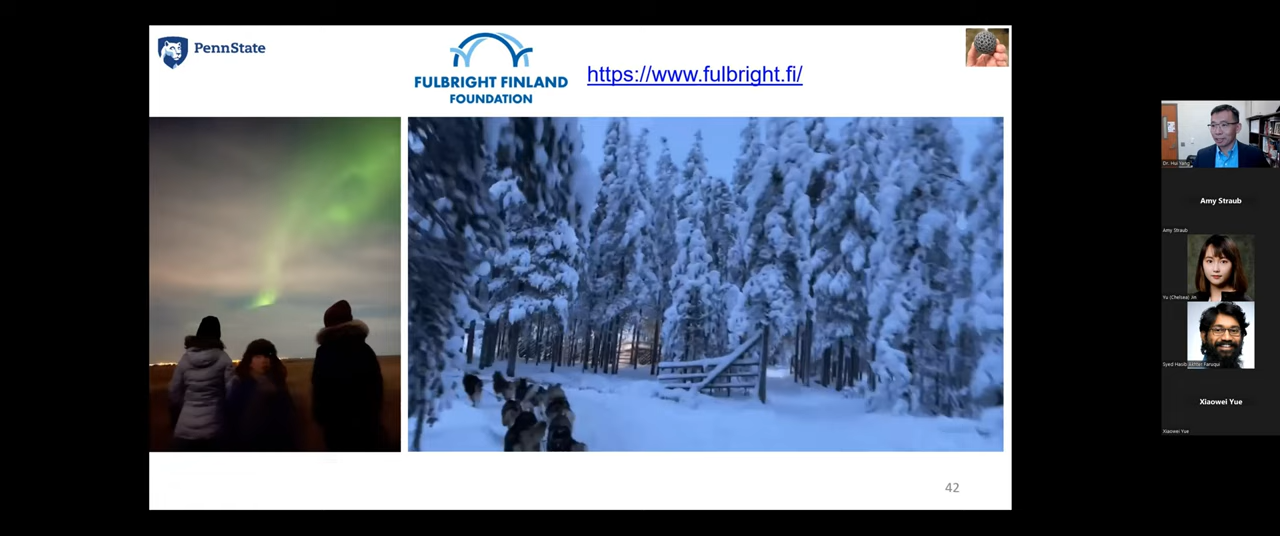 PennState
FULBRIGHT FINLAND
FOUNDATION
https://www.fulbright.fi/
42
Dr. Hui Yang
Amy Straub
Amy Straub
Yu (Chelsea) Jin
Syed Hasib Akhter Faruqui
Xiaowei Yue
Xiaowei Yue